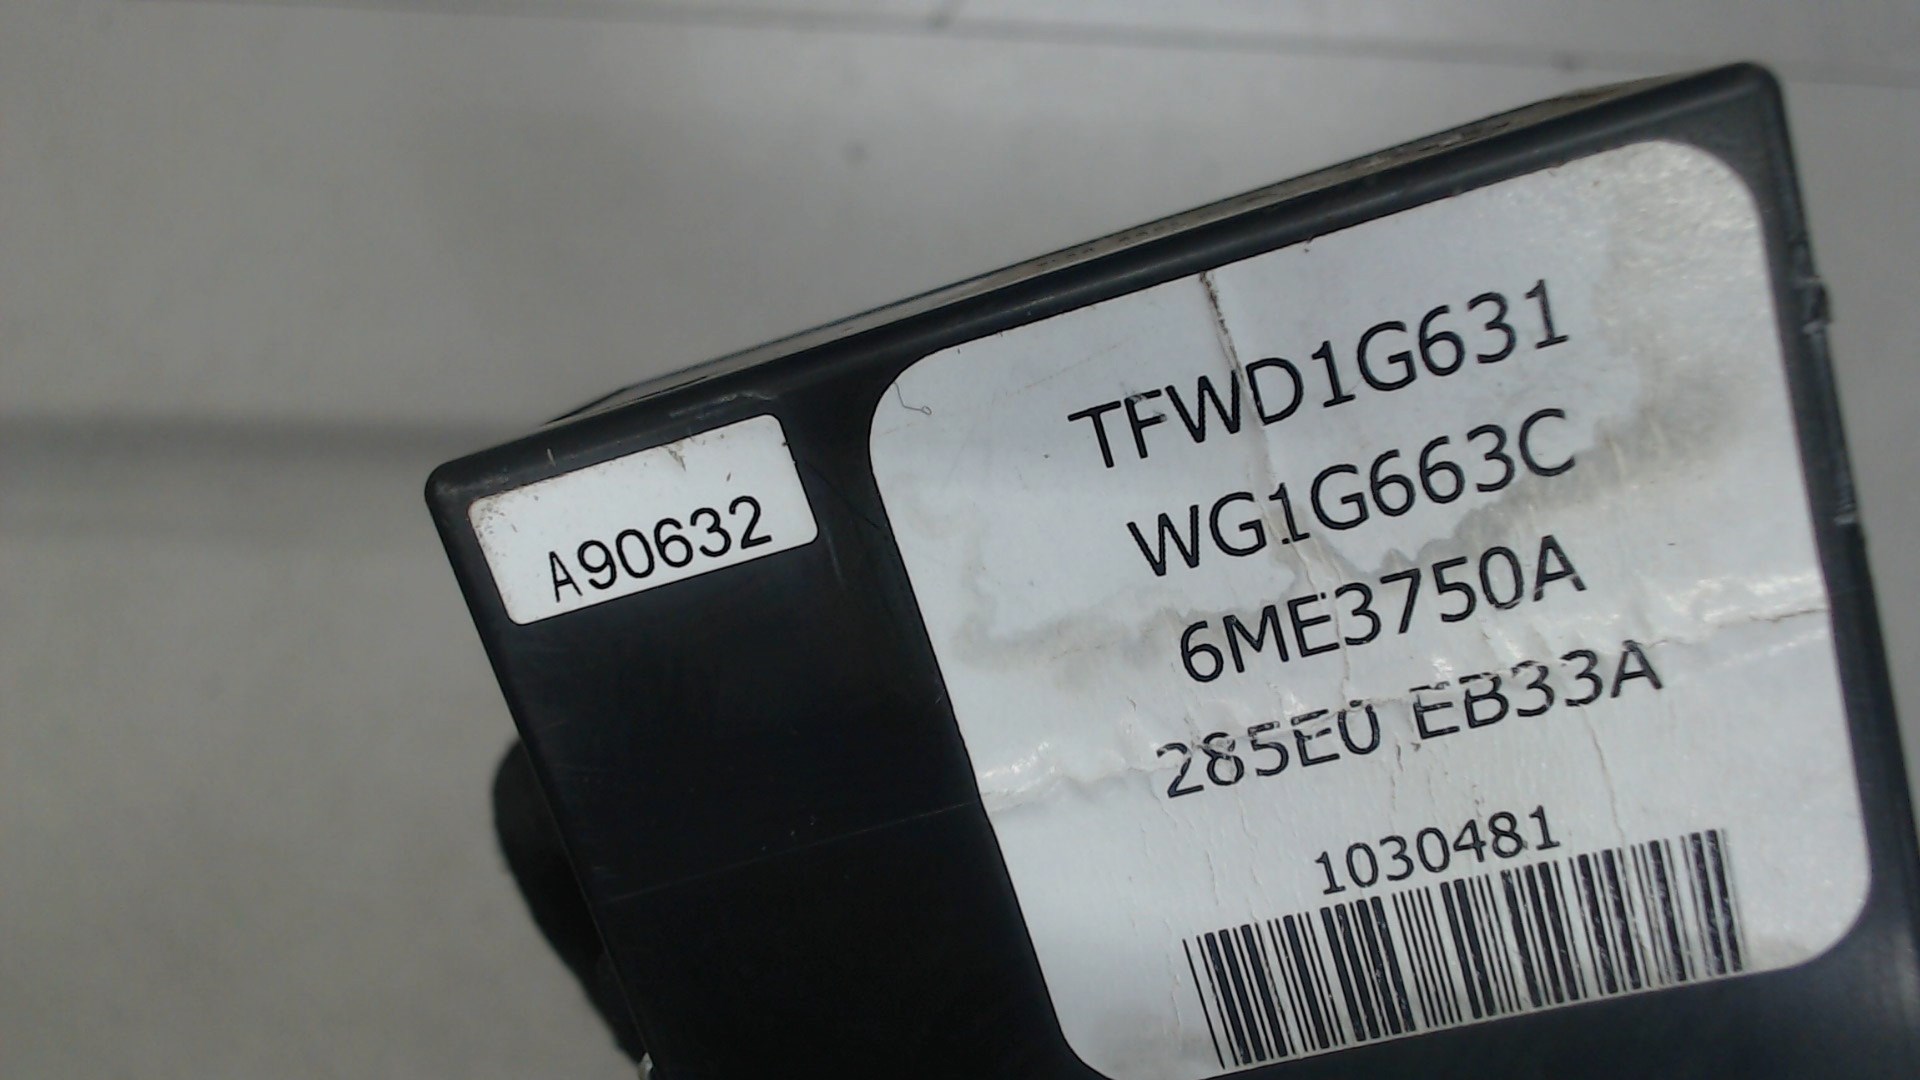 A90632
TFWD1G631
WG1G663C
6ME3750A
285E0 EB33A
1030481